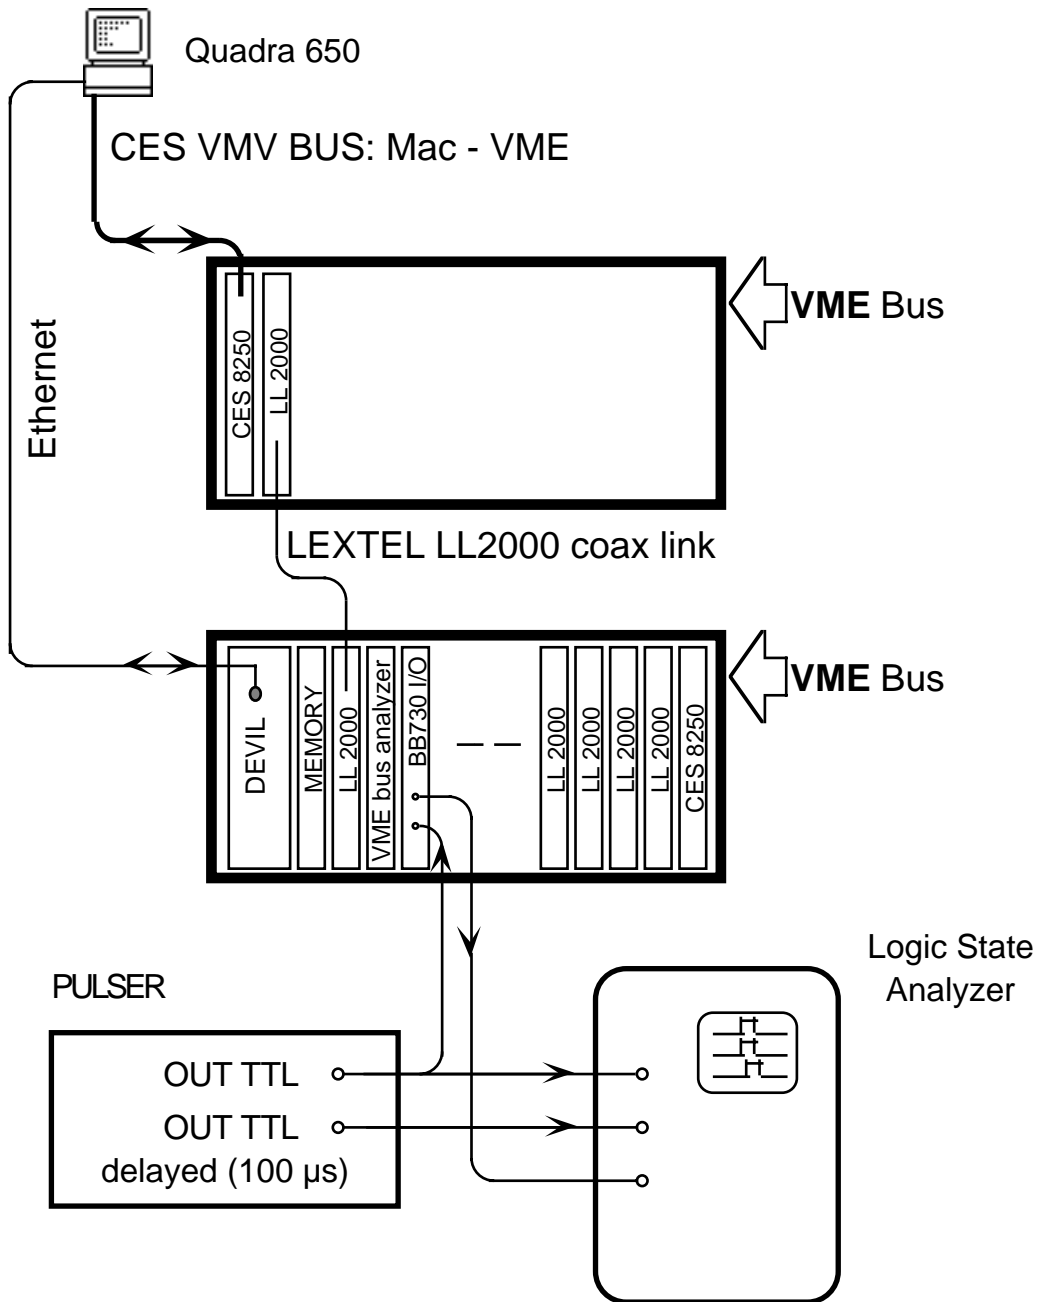 Quadra 650
CES VMV BUS: Mac - VME
Ethernet
CES 8250
LL 2000
VME Bus
LEXTEL LL2000 coax link
DEVIL
MEMORY
LL 2000
VME bus analyzer
BB730 I/O
LL 2000
LL 2000
LL 2000
LL 2000
CES 8250
VME Bus
Logic State
Analyzer
PULSER
OUT TTL
OUT TTL
delayed (100 µs)